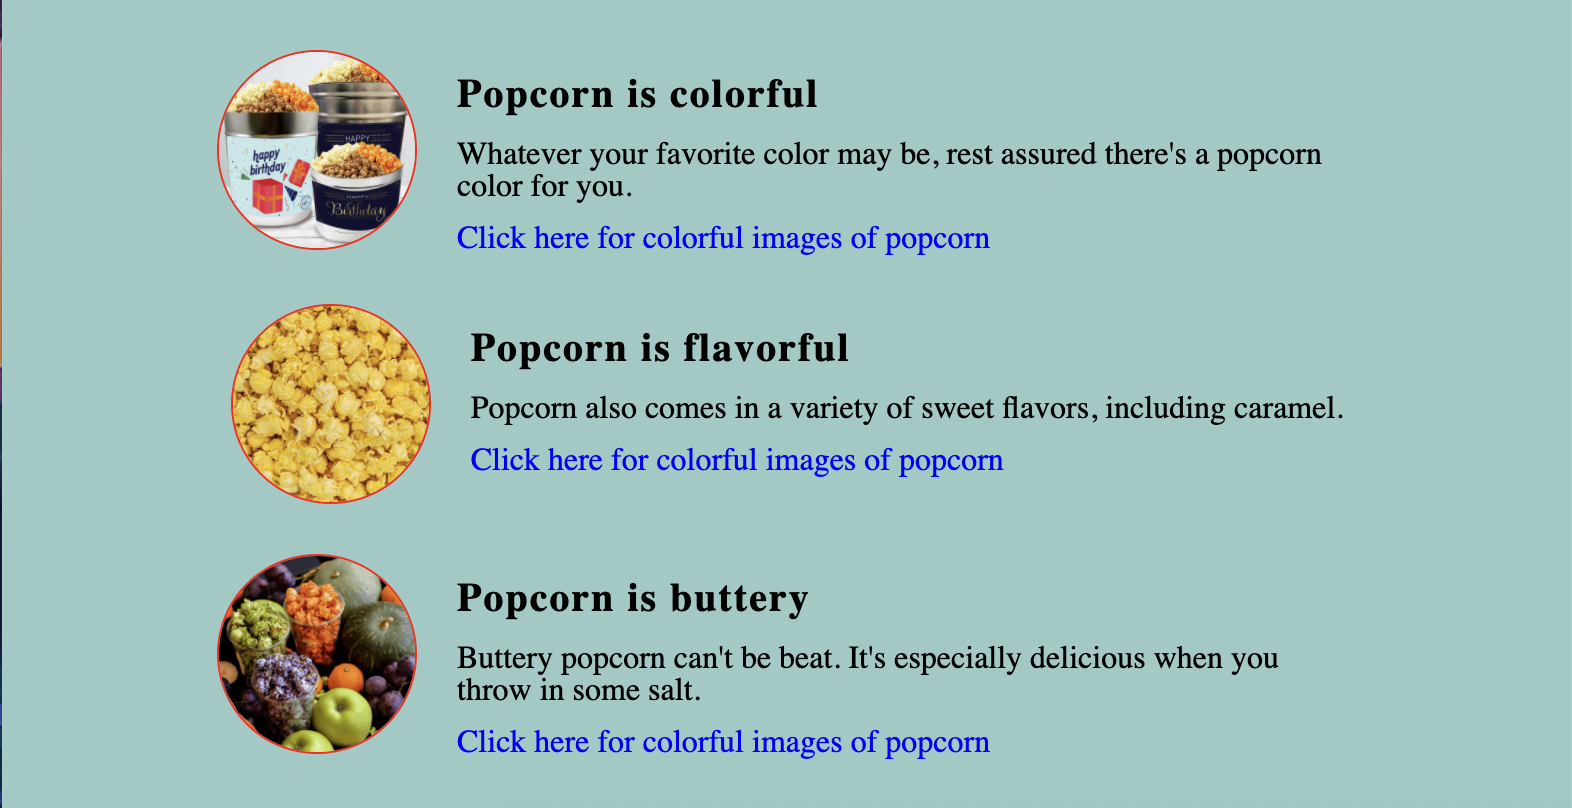 happy
birthday
HAPPY
HAPPY
Birthday
Popcorn is colorful
Whatever your favorite color may be, rest assured there's a popcorn
color for you.
Click here for colorful images of popcorn
Popcorn is flavorful
Popcorn also comes in a variety of sweet flavors, including caramel.
Click here for colorful images of popcorn
Popcorn is buttery
Buttery popcorn can't be beat. It's especially delicious when you
throw in some salt.
Click here for colorful images of popcorn